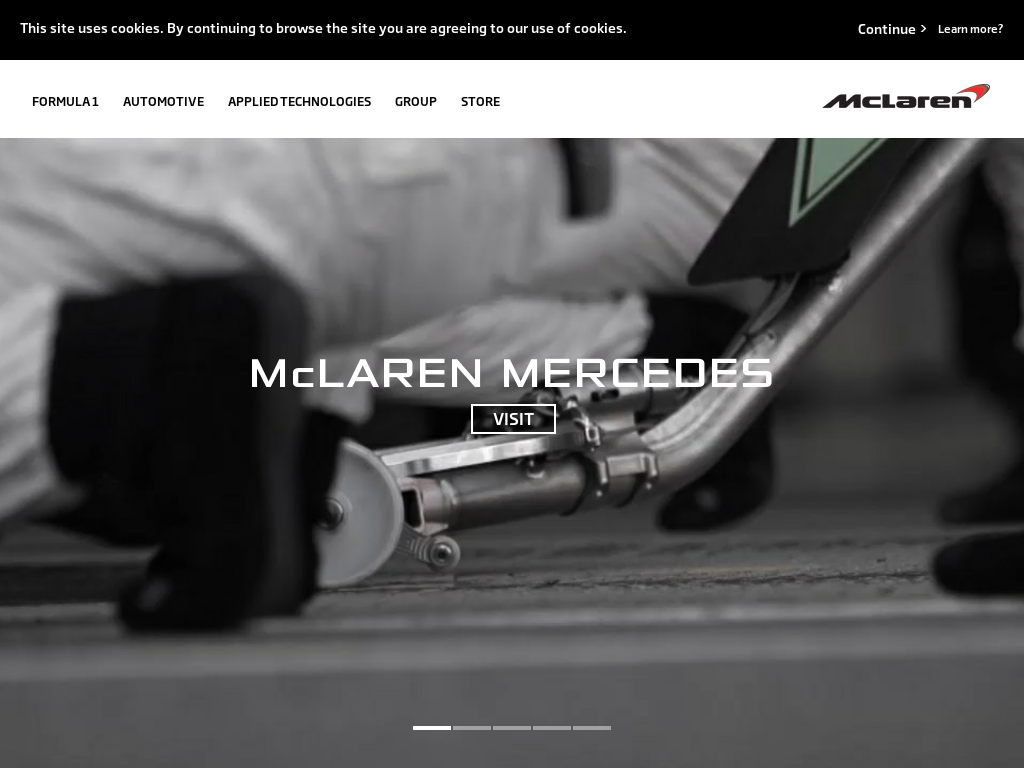 This site uses cookies. By continuing to browse the site you are agreeing to our use of cookies.
Continue >
Learn more?
FORMULA 1
AUTOMOTIVE
APPLIED TECHNOLOGIES
GROUP
STORE
McLaren
McLAREN MERCEDES
VISIT